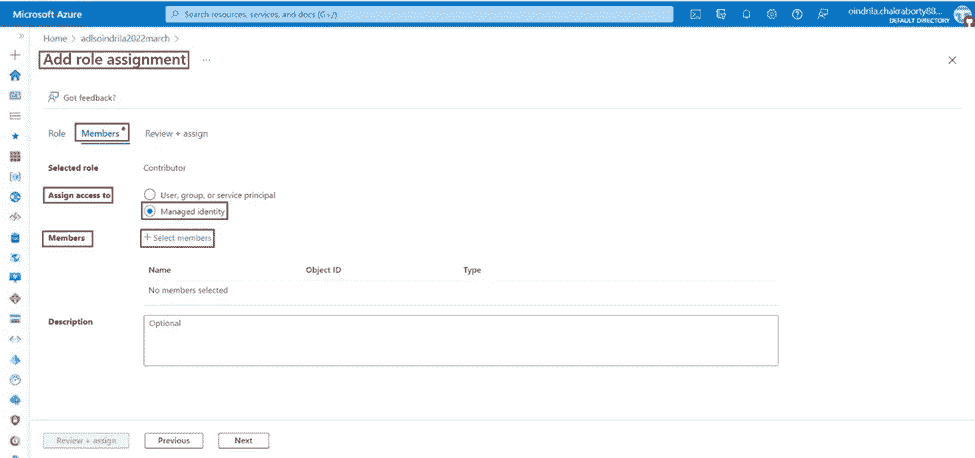 Microsoft Azure
Search resources, services, and docs (G+/)
oindrila.chakraborty88...
DEFAULT DIRECTORY
Home > adlsoindrila2022march >
Add role assignment ...
Got feedback?
Role Members * Review + assign
Selected role Contributor
Assign access to User, group, or service principal
Managed identity
Members + Select members
Name Object ID Type
No members selected
Description Optional
Review + assign Previous Next